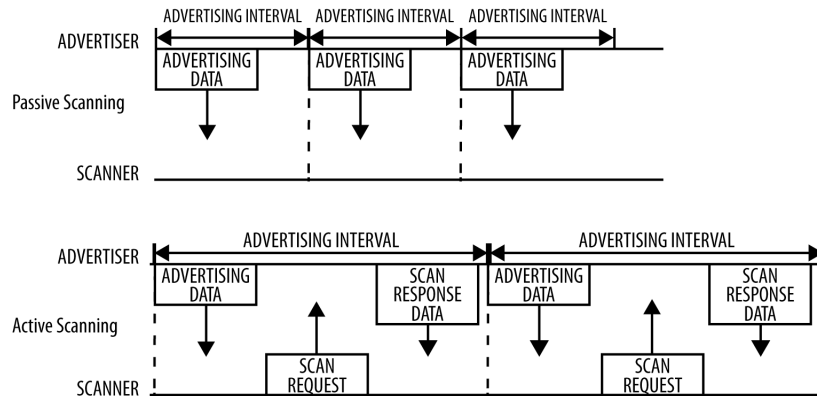 ADVERTISING INTERVAL ADVERTISING INTERVAL ADVERTISING INTERVAL
ADVERTISER
ADVERTISING DATA
ADVERTISING DATA
ADVERTISING DATA
Passive Scanning
SCANNER
ADVERTISING INTERVAL ADVERTISING INTERVAL
ADVERTISER
ADVERTISING DATA
SCAN RESPONSE DATA
ADVERTISING DATA
SCAN RESPONSE DATA
Active Scanning
SCAN REQUEST
SCAN REQUEST
SCANNER